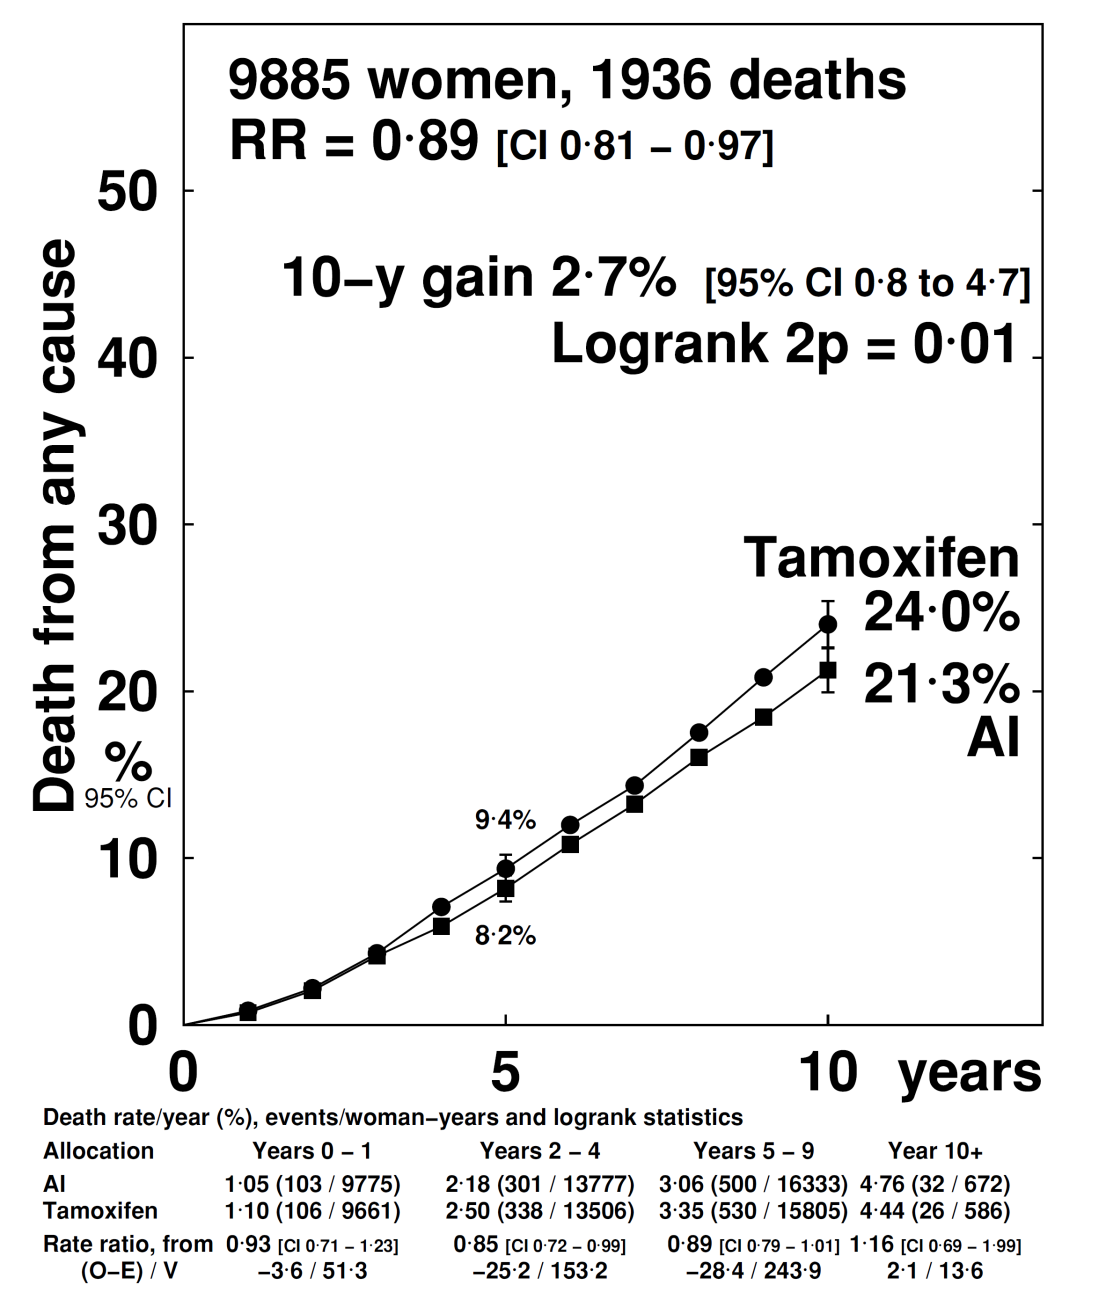 9885 women, 1936 deaths
RR = 0·89 [CI 0·81 – 0·97]
50
10–y gain 2·7% [95% CI 0·8 to 4·7]
Logrank 2p = 0·01
40
Death from any cause
30
Tamoxifen
24·0%
20
21·3%
AI
%
95% CI
9·4%
10
8·2%
0
0 5 10 years
Death rate/year (%), events/woman–years and logrank statistics
Allocation Years 0 – 1 Years 2 – 4 Years 5 – 9 Year 10+
AI 1·05 (103 / 9775) 2·18 (301 / 13777) 3·06 (500 / 16333) 4·76 (32 / 672)
Tamoxifen 1·10 (106 / 9661) 2·50 (338 / 13506) 3·35 (530 / 15805) 4·44 (26 / 586)
Rate ratio, from 0·93 [CI 0·71 – 1·23] 0·85 [CI 0·72 – 0·99] 0·89 [CI 0·79 – 1·01] 1·16 [CI 0·69 – 1·99]
(O–E) / V –3·6 / 51·3 –25·2 / 153·2 –28·4 / 243·9 2·1 / 13·6